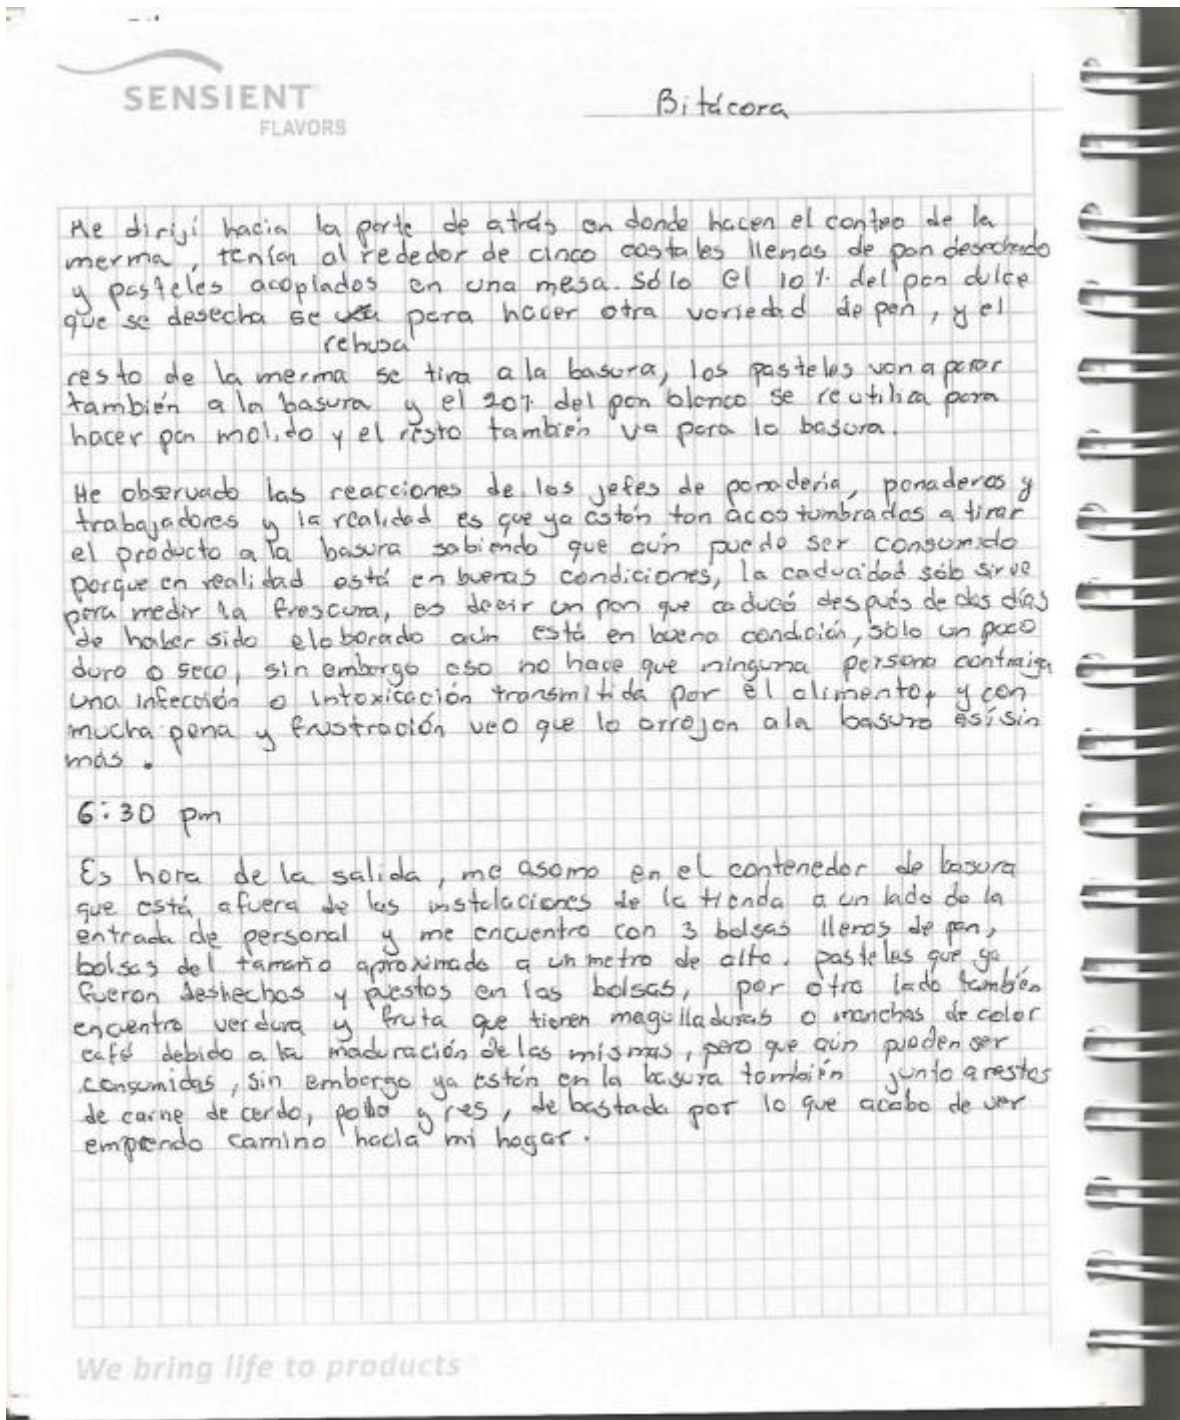 SENSIENT
FLAVORS
Bitácora
Me dirijí hacia la parte de atrás en donde hacen el conteo de la
merma, tenían al rededor de cinco costales llenos de pan desechado
y pasteles acoplados en una mesa. sólo el 10% del pan dulce
que se desecha se para hacer otra variedad de pan, y el
rehusa
resto de la merma se tira a la basura, los pasteles van a parar
también a la basura y el 20% del pan blanco se reutiliza para
hacer pan molido y el resto también va para la basura.
He observado las reacciones de los jefes de panadería, panaderos y
trabajadores y la realidad es que ya están tan acostumbrados a tirar
el producto a la basura sabiendo que aún puede ser consumido
porque en realidad está en buenas condiciones, la caducidad sólo sirve
para medir la frescura, es decir un pan que caducó después de dos días
de haber sido elaborado aún está en buena condición, sólo un poco
duro o seco, sin embargo eso no hace que ninguna persona contraiga
una infección o intoxicación transmitida por el alimento, y con
mucha pena y frustración veo que lo arrojan a la basura así sin
más.
6:30 pm
Es hora de la salida, me asomo en el contenedor de basura
que está afuera de las instalaciones de la tienda a un lado de la
entrada de personal y me encuentro con 3 bolsas llenas de pan,
bolsas del tamaño aproximado a un metro de alto. pasteles que ya
fueron deshechos y puestos en las bolsas, por otro lado también
encuentro verdura y fruta que tienen magulladuras o manchas de color
café debido a la maduración de las mismas, pero que aún pueden ser
consumidas, sin embargo ya están en la basura también junto a restos
de carne de cerdo, pollo y res, debastada por lo que acabo de ver
emprendo camino hacia mi hogar.
We bring life to products